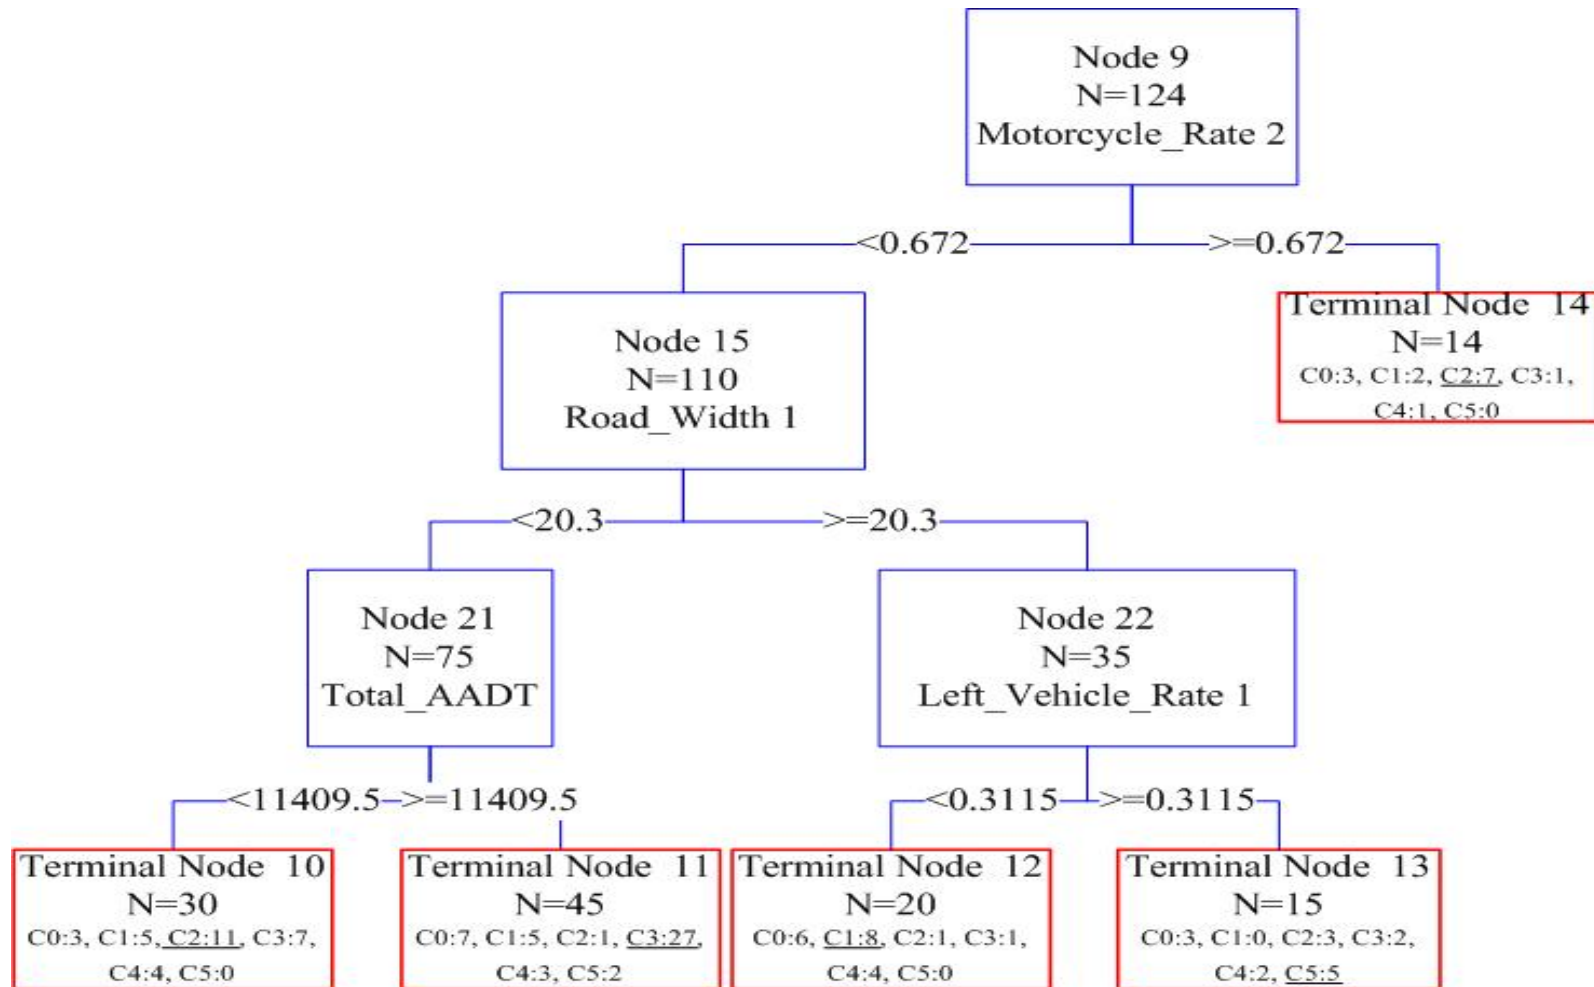 Node 9
N=124
Motorcycle_Rate 2
<0.672
>=0.672
Node 15
N=110
Road_Width 1
Terminal Node 14
N=14
C0:3, C1:2, C2:7, C3:1,
C4:1, C5:0
<20.3
>=20.3
Node 21
N=75
Total_AADT
Node 22
N=35
Left_Vehicle_Rate 1
<11409.5
>=11409.5
<0.3115
>=0.3115
Terminal Node 10
N=30
C0:3, C1:5, C2:11, C3:7,
C4:4, C5:0
Terminal Node 11
N=45
C0:7, C1:5, C2:1, C3:27,
C4:3, C5:2
Terminal Node 12
N=20
C0:6, C1:8, C2:1, C3:1,
C4:4, C5:0
Terminal Node 13
N=15
C0:3, C1:0, C2:3, C3:2,
C4:2, C5:5